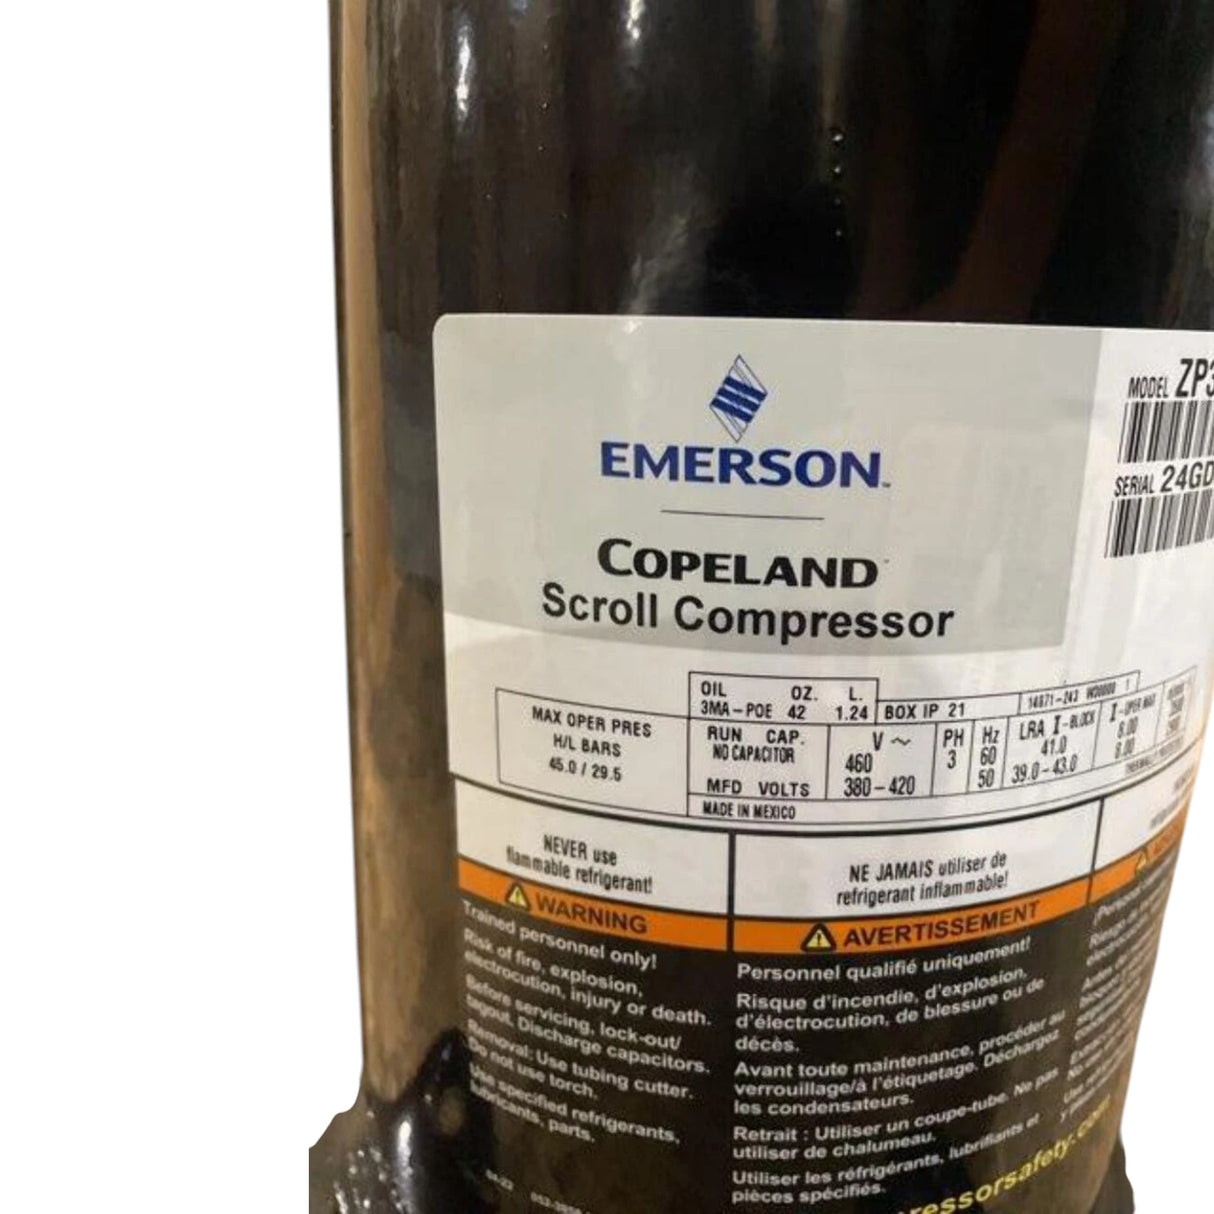 EMERSON
COPELAND
Scroll Compressor
MODEL ZP3
SERIAL 24GD
OIL OZ. L.
3MA-POE 42 1.24
BOX IP 21
MAX OPER PRES
H/L BARS
45.0 / 29.5
RUN CAP.
NO CAPACITOR
MFD VOLTS
MADE IN MEXICO
V ~
460
380-420
PH
3
Hz
60
50
LRA I-BLOCK
41.0
39.0-43.0
NEVER use
flammable refrigerant!
WARNING
Trained personnel only!
Risk of fire, explosion,
electrocution, injury or death.
Before servicing, lock-out/
tagout. Discharge capacitors.
Removal: Use tubing cutter.
Do not use torch.
Use specified refrigerants,
lubricants, parts.
NE JAMAIS utiliser de
refrigerant inflammable!
AVERTISSEMENT
Personnel qualifié uniquement!
Risque d'incendie, d'explosion,
d'électrocution, de blessure ou de
décès.
Avant toute maintenance, procéder au
verrouillage/à l'étiquetage. Déchargez
les condensateurs.
Retrait : Utiliser un coupe-tube. Ne pas
utiliser de chalumeau.
Utiliser les réfrigérants, lubrifiants et
pièces spécifiés.